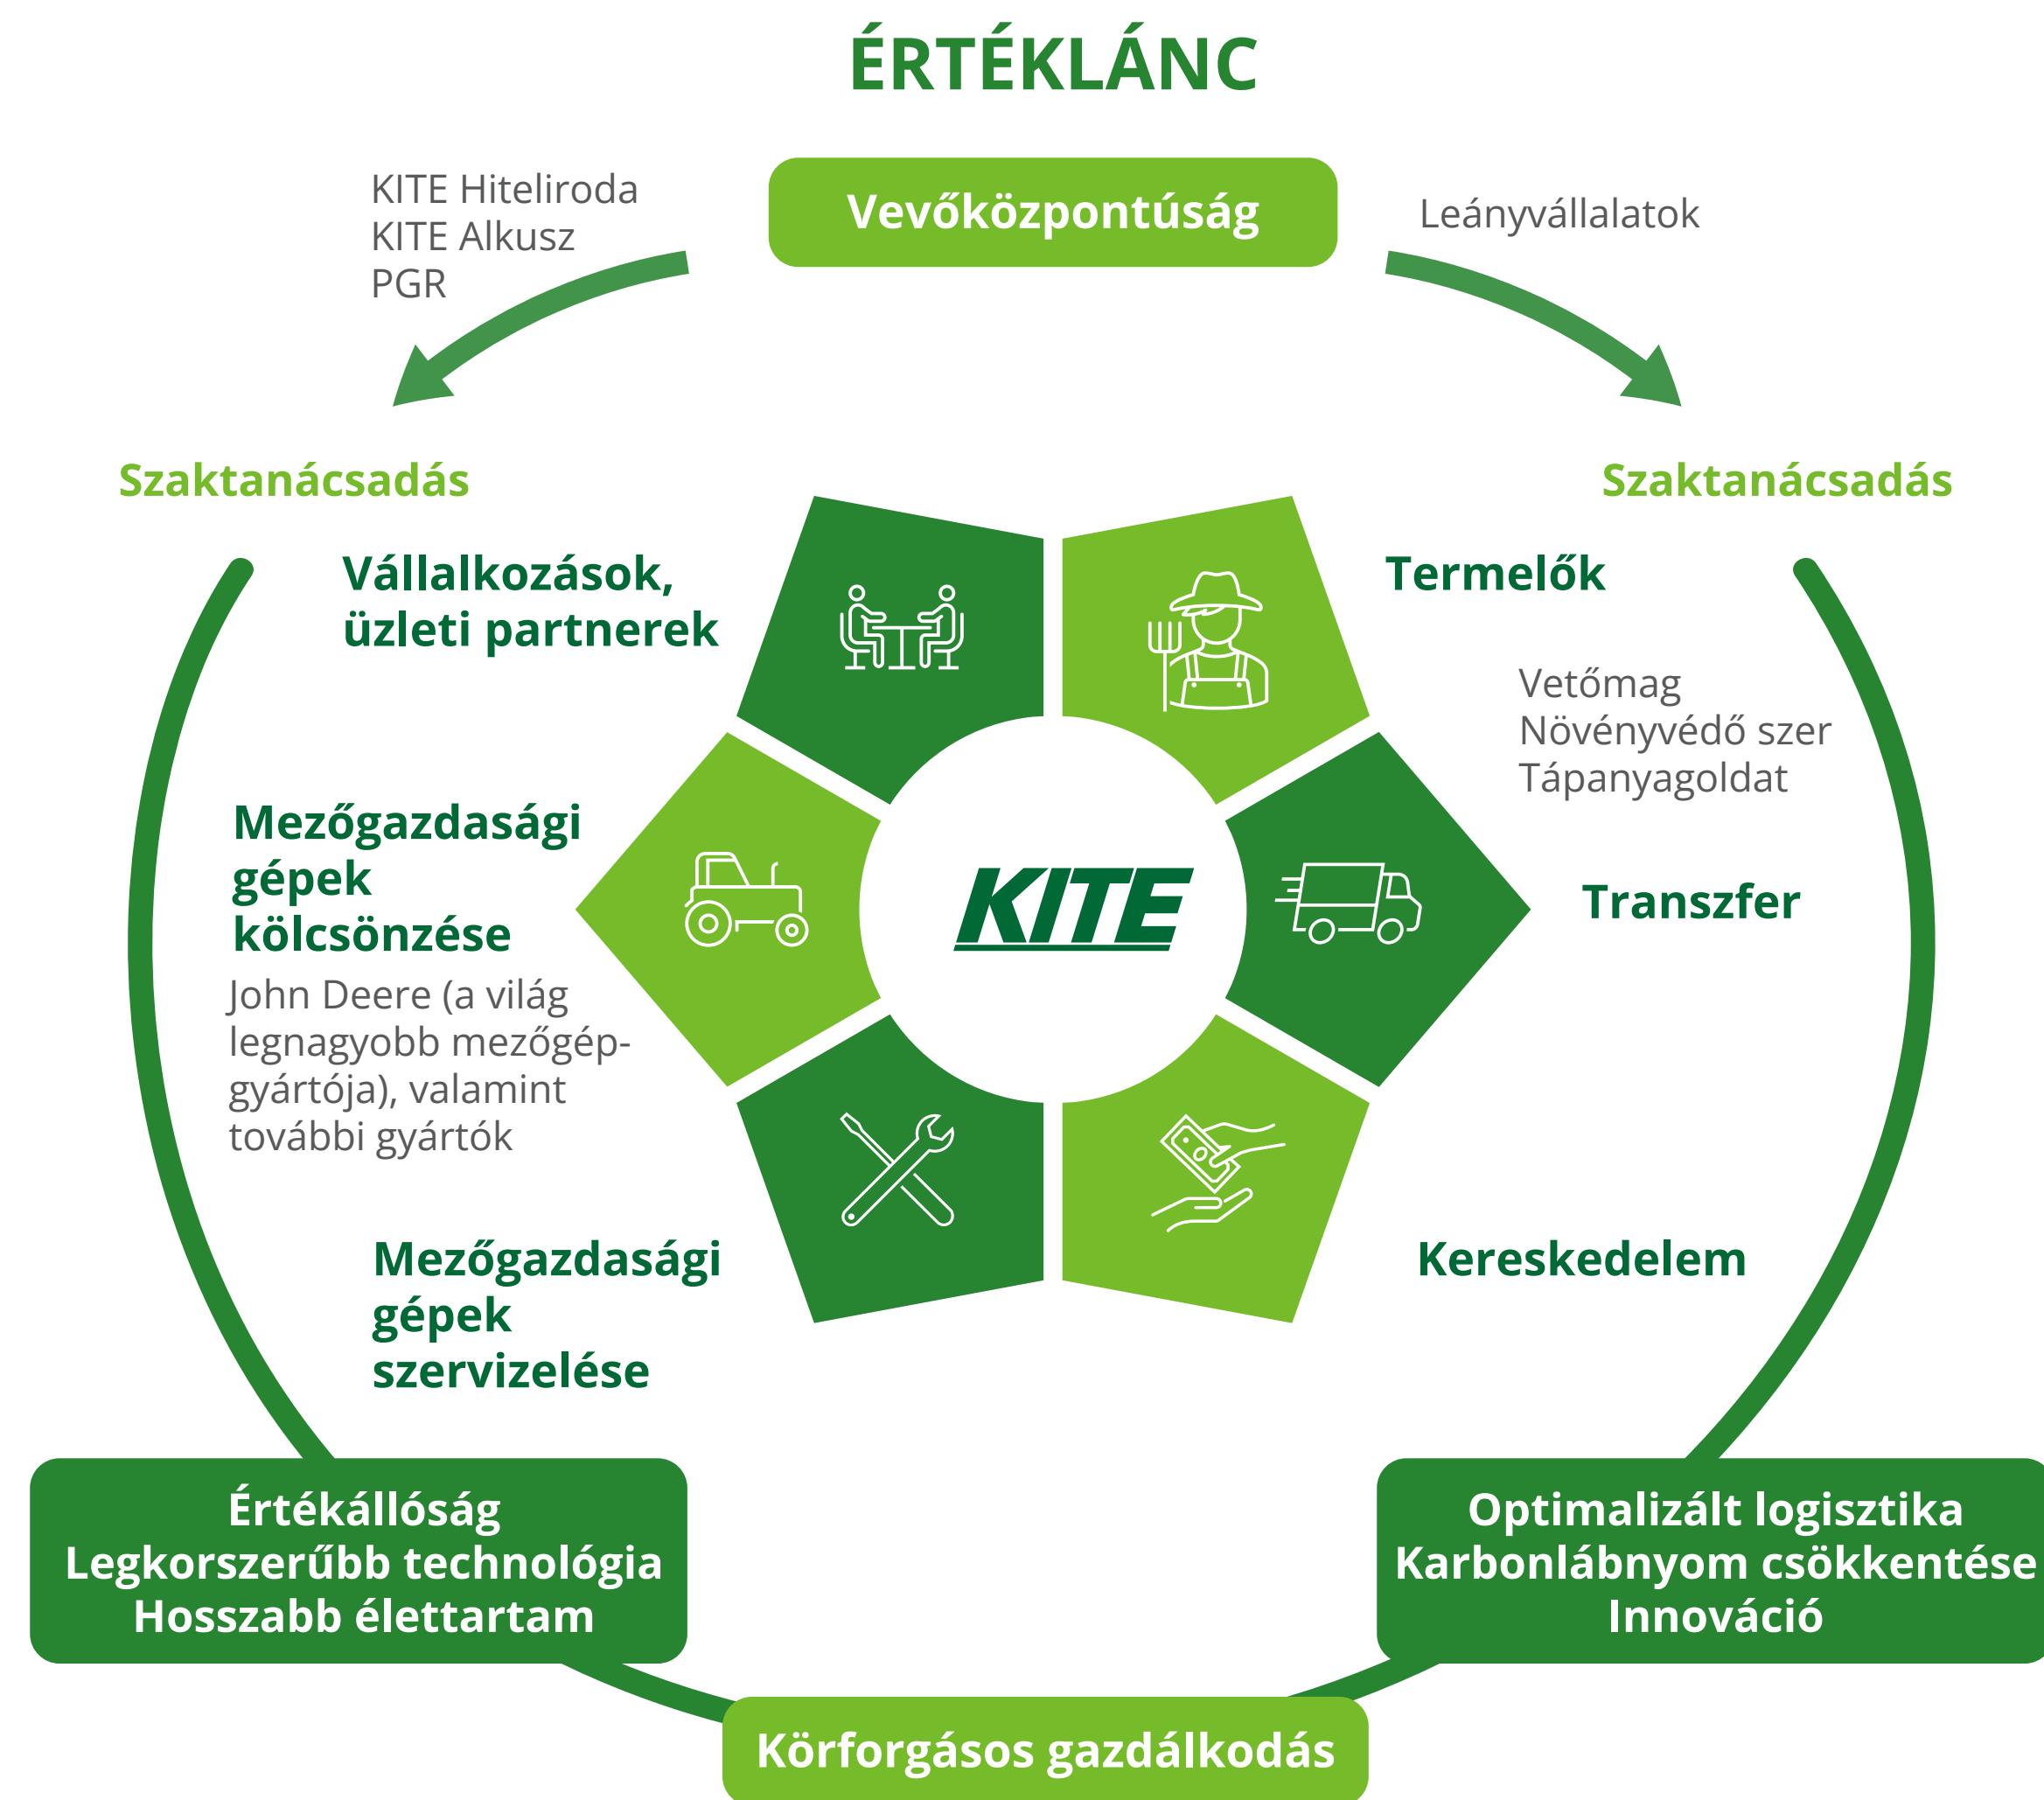 ÉRTÉKLÁNC
Vevőközpontúság
KITE Hiteliroda
KITE Alkusz
PGR
Leányvállalatok
Szaktanácsadás
Szaktanácsadás
Vállalkozások,
üzleti partnerek
Termelők
Vetőmag
Növényvédő szer
Tápanyagoldat
Mezőgazdasági
gépek
kölcsönzése
John Deere (a világ
legnagyobb mezőgép-
gyártója), valamint
további gyártók
KITE
Transzfer
Mezőgazdasági
gépek
szervizelése
Kereskedelem
Értékállóság
Legkorszerűbb technológia
Hosszabb élettartam
Optimalizált logisztika
Karbonlábnyom csökkentése
Innováció
Körforgásos gazdálkodás